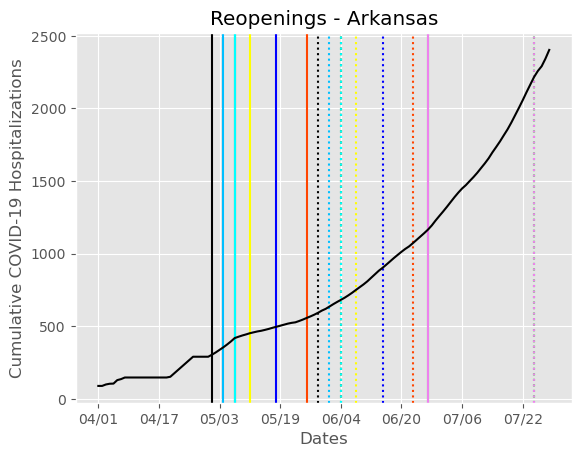 Reopenings - Arkansas
Cumulative COVID-19 Hospitalizations
2500
2000
1500
1000
500
0
04/01 04/17 05/03 05/19 06/04 06/20 07/06 07/22
Dates